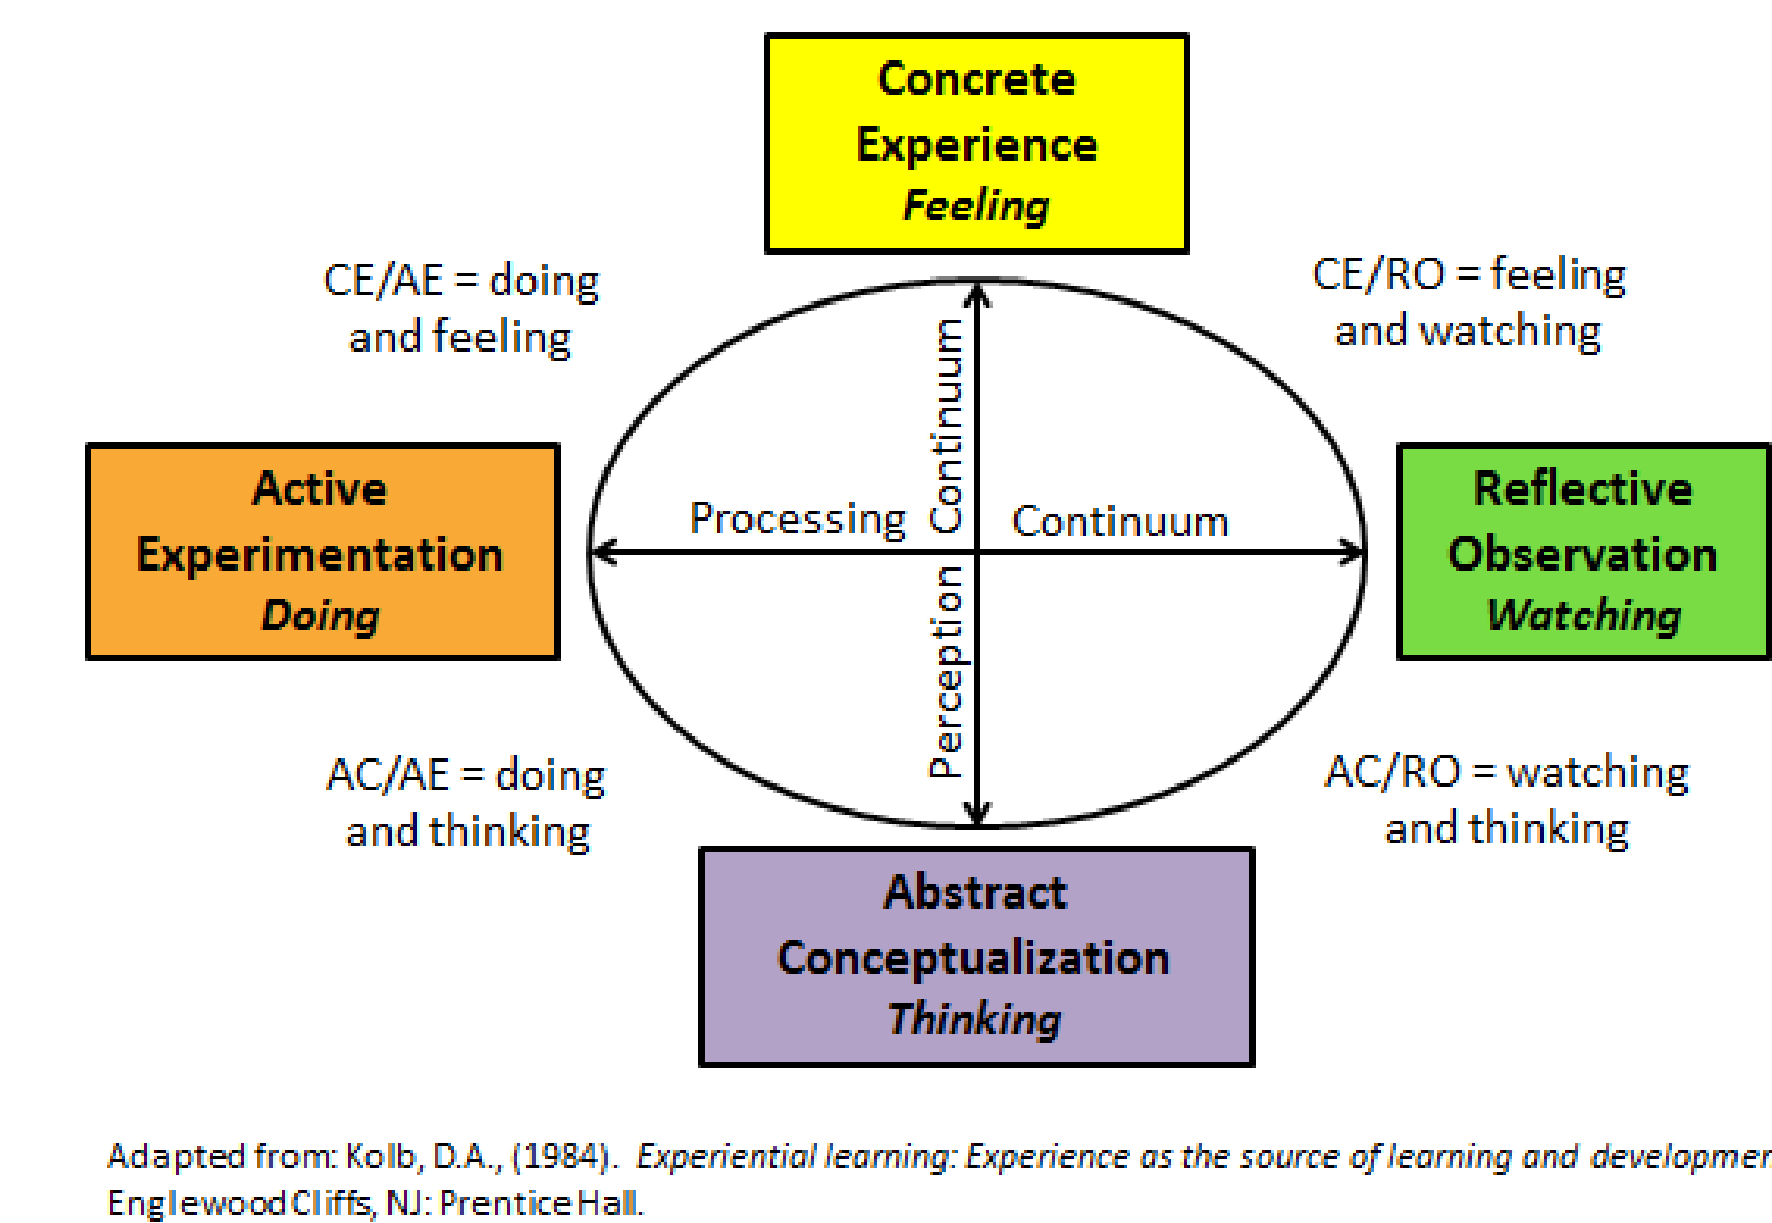 Concrete
Experience
Feeling
CE/AE = doing
and feeling
CE/RO = feeling
and watching
Perception Continuum
Processing Continuum
Active
Experimentation
Doing
Reflective
Observation
Watching
AC/AE = doing
and thinking
AC/RO = watching
and thinking
Abstract
Conceptualization
Thinking
Adapted from: Kolb, D.A., (1984). Experiential learning: Experience as the source of learning and
Englewood Cliffs, NJ: Prentice Hall.